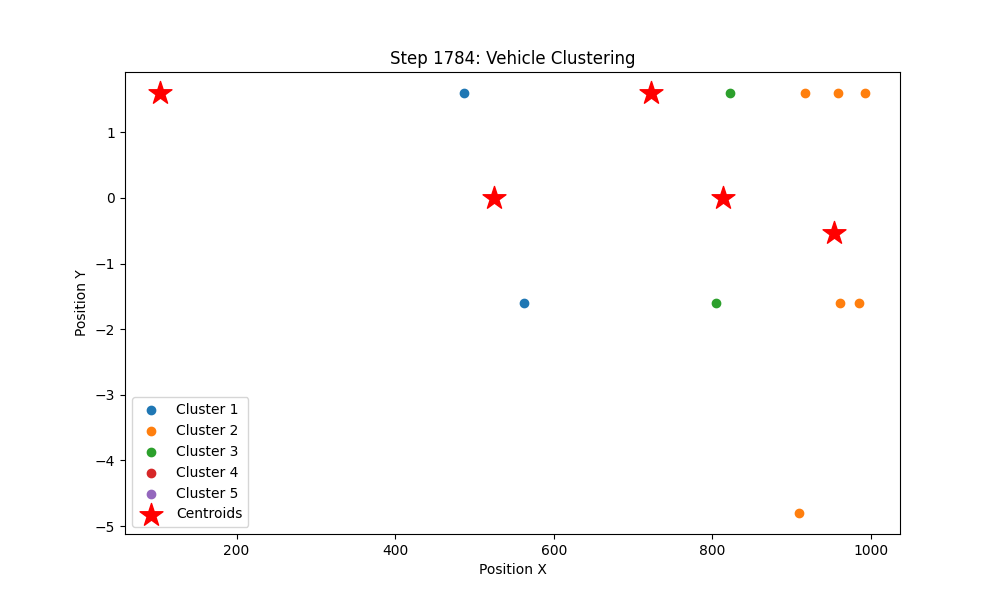 Step 1784: Vehicle Clustering
Position Y
1
0
−1
−2
−3
−4
−5
Cluster 1
Cluster 2
Cluster 3
Cluster 4
Cluster 5
Centroids
200 400 600 800 1000
Position X